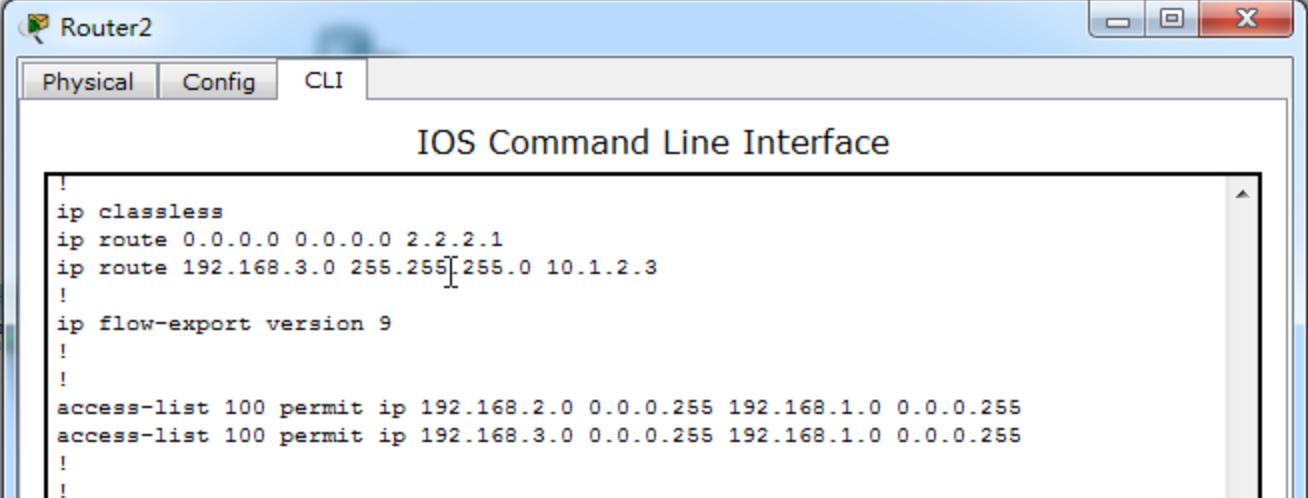 Router2
Physical Config CLI
IOS Command Line Interface
!
ip classless
ip route 0.0.0.0 0.0.0.0 2.2.2.1
ip route 192.168.3.0 255.255.255.0 10.1.2.3
!
ip flow-export version 9
!
!
access-list 100 permit ip 192.168.2.0 0.0.0.255 192.168.1.0 0.0.0.255
access-list 100 permit ip 192.168.3.0 0.0.0.255 192.168.1.0 0.0.0.255
!
!